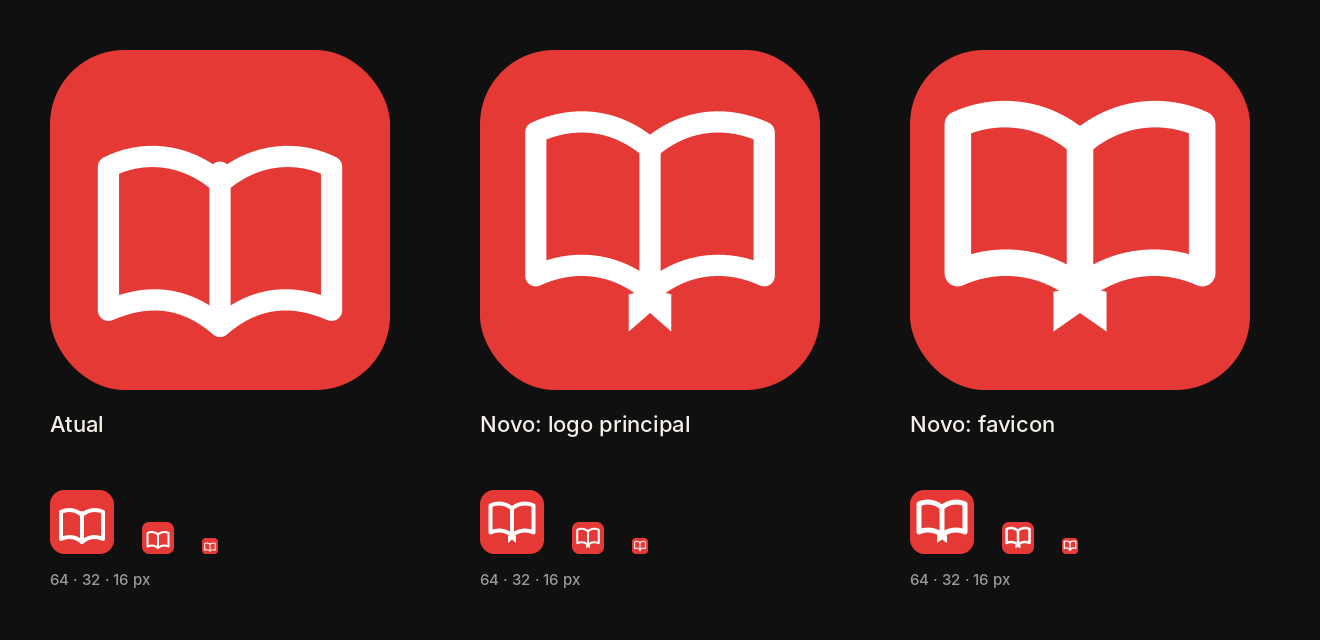 Atual
Novo: logo principal
Novo: favicon
64 · 32 · 16 px
64 · 32 · 16 px
64 · 32 · 16 px